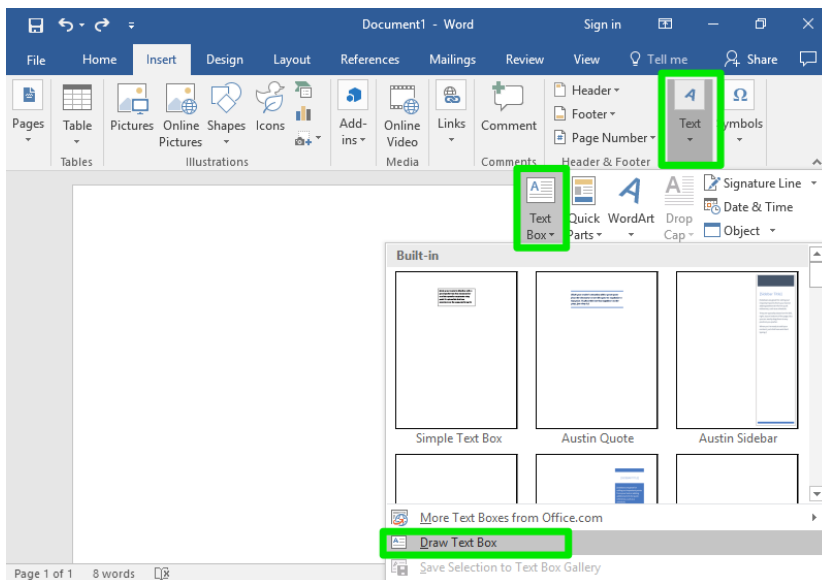 Document1 - Word
Sign in
File Home Insert Design Layout References Mailings Review View Tell me Share
Pages
Table
Pictures
Online Pictures
Shapes
Icons
Add-ins
Online Video
Links
Comment
Header
Footer
Page Number
Text
ymbols
Tables
Illustrations
Media
Comments
Header & Footer
Text Box
Quick Parts
WordArt
Drop Cap
Signature Line
Date & Time
Object
Built-in
Simple Text Box
Austin Quote
Austin Sidebar
More Text Boxes from Office.com
Draw Text Box
Save Selection to Text Box Gallery
Page 1 of 1 8 words